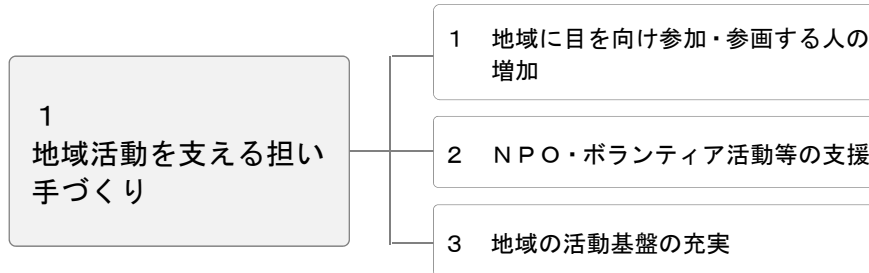 １
地域活動を支える担い
手づくり
１　地域に目を向け参加・参画する人の
増加
２　ＮＰＯ・ボランティア活動等の支援
３　地域の活動基盤の充実